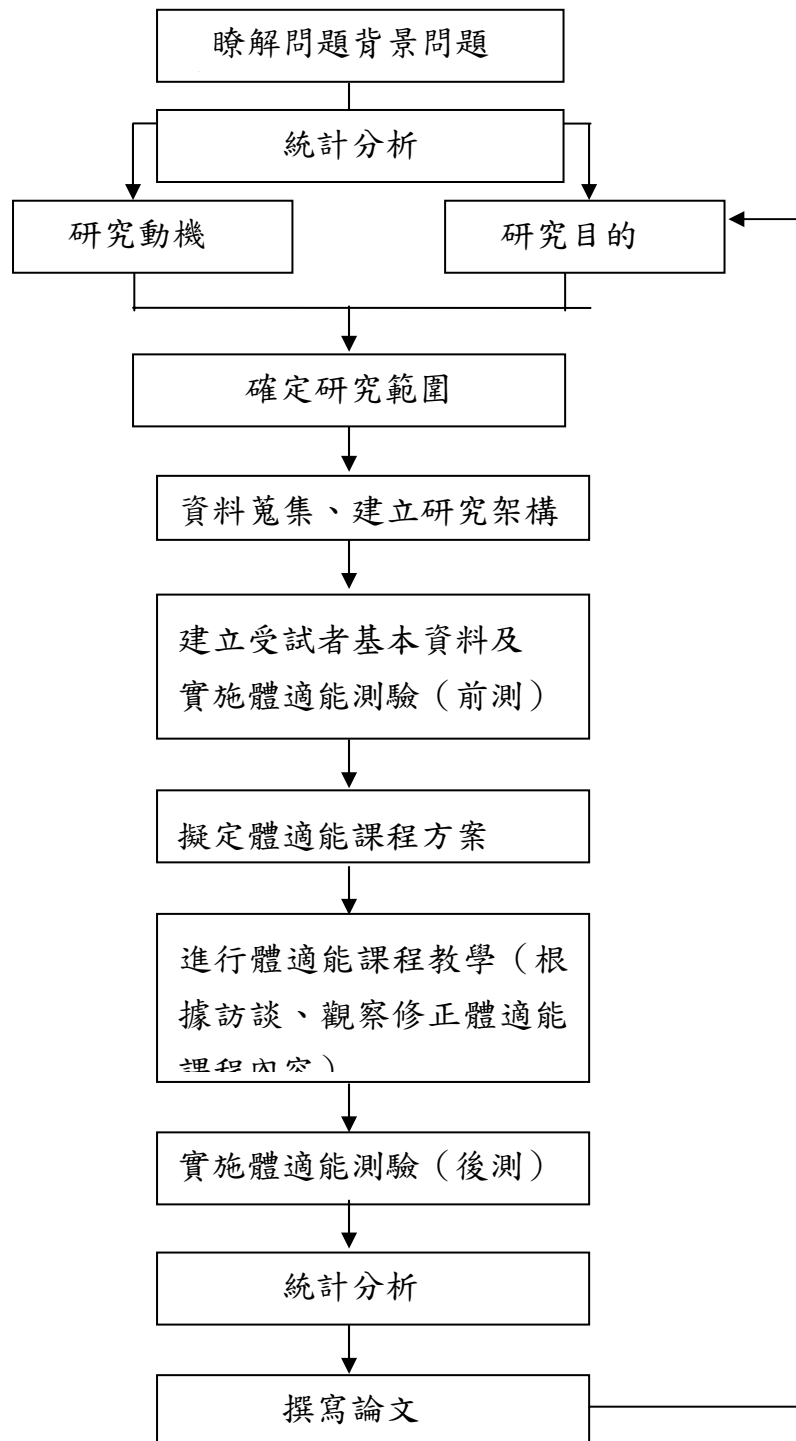 瞭解問題背景問題
統計分析
研究動機
研究目的
確定研究範圍
資料蒐集、建立研究架構
建立受試者基本資料及
實施體適能測驗（前測）
擬定體適能課程方案
進行體適能課程教學（根
據訪談、觀察修正體適能
課程內容）
實施體適能測驗（後測）
統計分析
撰寫論文